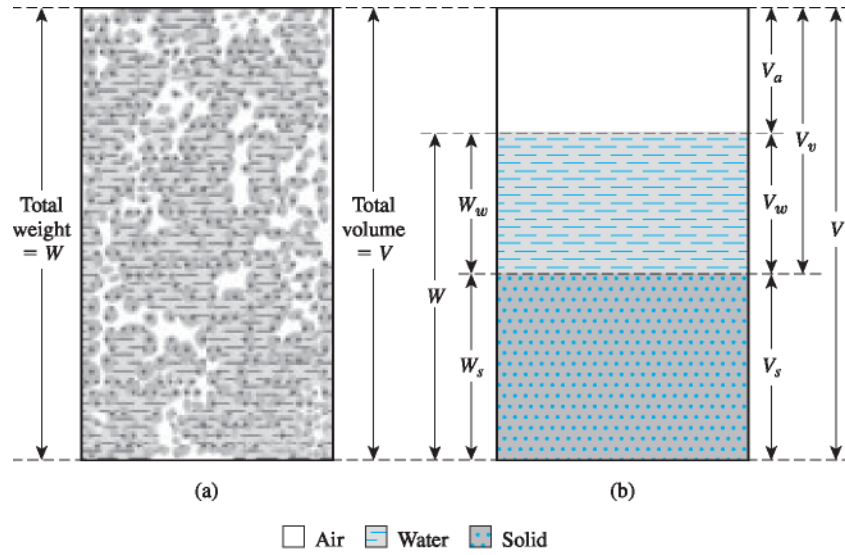 Total
weight
= W
Total
volume
= V
W
W_w
W_s
V_a
V_w
V_v
V_s
V
(a)
(b)
Air Water Solid